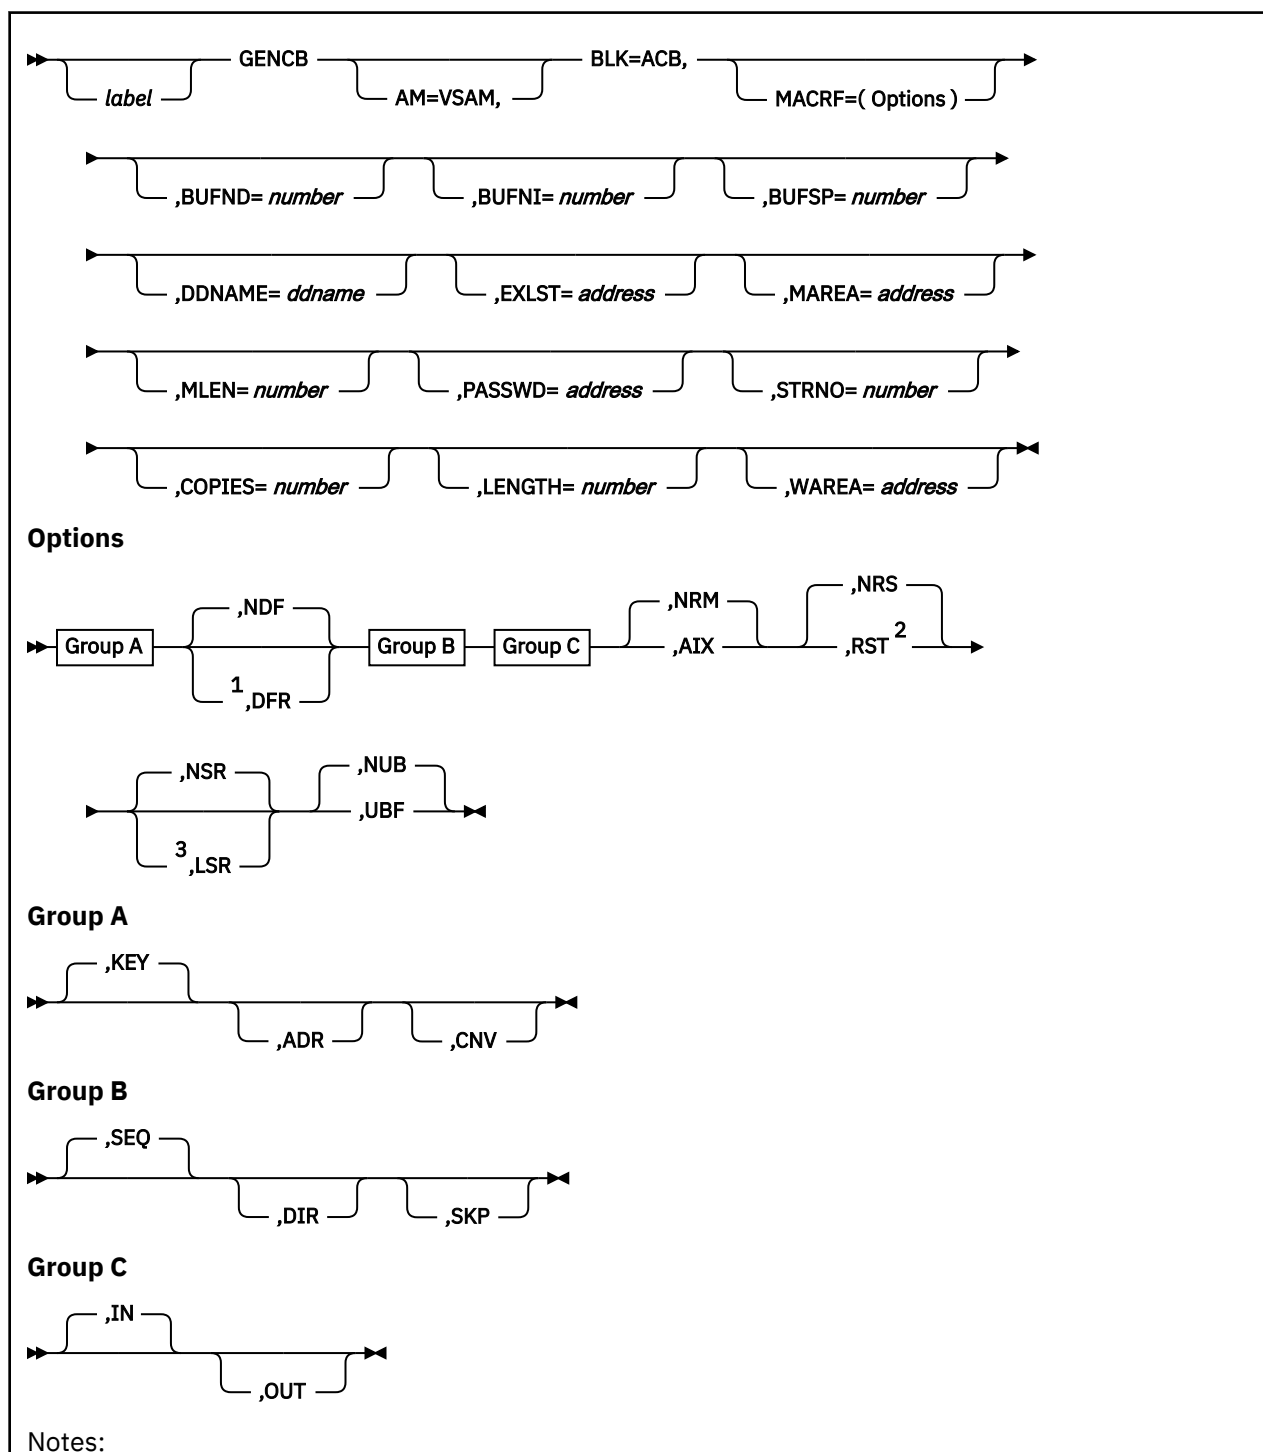 label GENCB AM=VSAM, BLK=ACB, MACRF=( Options )
,BUFND= number ,BUFNI= number ,BUFSP= number
,DDNAME= ddname ,EXLST= address ,MAREA= address
,MLEN= number ,PASSWD= address ,STRNO= number
,COPIES= number ,LENGTH= number ,WAREA= address
Options
Group A ,NDF 1 ,DFR Group B Group C ,NRM ,AIX ,NRS ,RST 2
,NSR 3 ,LSR ,NUB ,UBF
Group A
,KEY ,ADR ,CNV
Group B
,SEQ ,DIR ,SKP
Group C
,IN ,OUT
Notes: